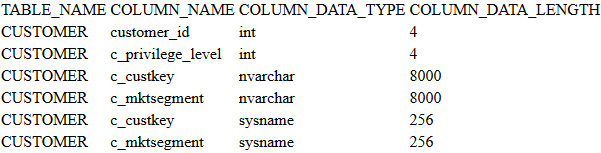 TABLE_NAME COLUMN_NAME COLUMN_DATA_TYPE COLUMN_DATA_LENGTH
CUSTOMER customer_id int 4
CUSTOMER c_privilege_level int 4
CUSTOMER c_custkey nvarchar 8000
CUSTOMER c_mktsegment nvarchar 8000
CUSTOMER c_custkey sysname 256
CUSTOMER c_mktsegment sysname 256